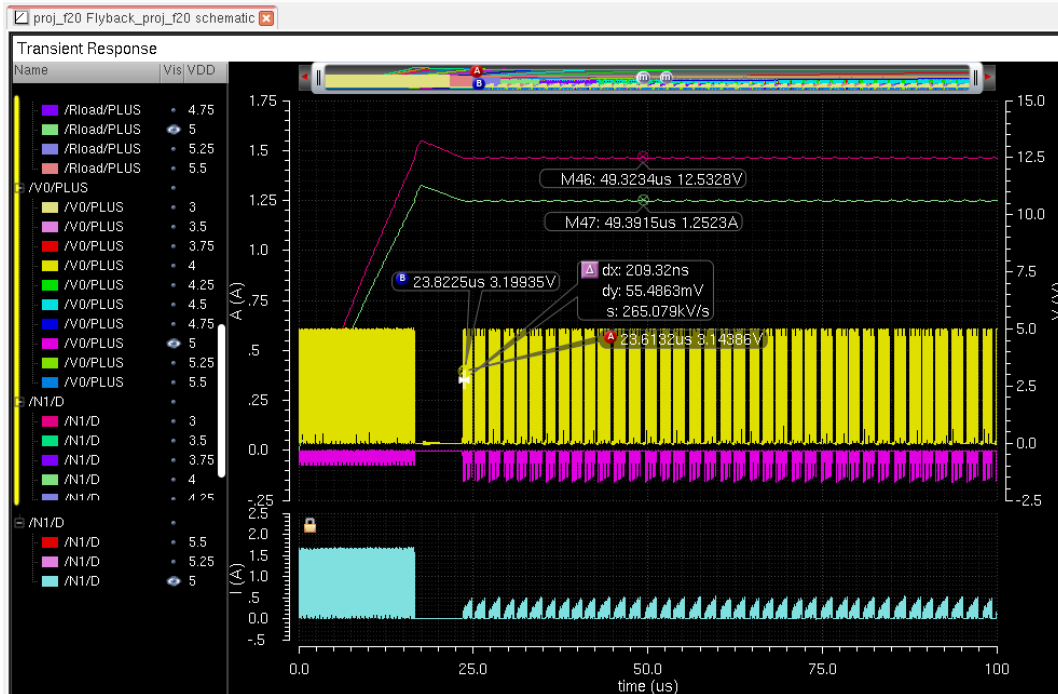 proj_f20 Flyback_proj_f20 schematic
Transient Response
Name Vis VDD
/Rload/PLUS 4.75
/Rload/PLUS 5
/Rload/PLUS 5.25
/Rload/PLUS 5.5
/V0/PLUS
/V0/PLUS 3
/V0/PLUS 3.5
/V0/PLUS 3.75
/V0/PLUS 4
/V0/PLUS 4.25
/V0/PLUS 4.5
/V0/PLUS 4.75
/V0/PLUS 5
/V0/PLUS 5.25
/V0/PLUS 5.5
/N1/D
/N1/D 3
/N1/D 3.5
/N1/D 3.75
/N1/D 4
/N1/D 4.25
/N1/D
/N1/D 5.5
/N1/D 5.25
/N1/D 5
A
B
m
m
1.75
1.5
1.25
1.0
.75
.5
.25
0.0
-.25
A (A)
15.0
12.5
10.0
7.5
5.0
2.5
0.0
-2.5
M46: 49.3234us 12.5328V
M47: 49.3915us 1.2523A
B 23.8225us 3.19935V
Δ dx: 209.32ns
dy: 55.4863mV
s: 265.079kV/s
A 23.6132us 3.14386V
2.5
2.0
1.5
1.0
.5
0.0
-.5
I (A)
0.0 25.0 50.0 75.0 100
time (us)